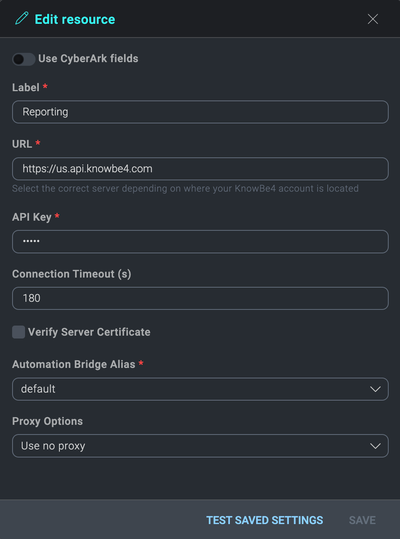 Edit resource
Use CyberArk fields
Label *
Reporting
URL *
https://us.api.knowbe4.com
Select the correct server depending on where your KnowBe4 account is located
API Key *
•••••
Connection Timeout (s)
180
Verify Server Certificate
Automation Bridge Alias *
default
Proxy Options
Use no proxy
TEST SAVED SETTINGS SAVE